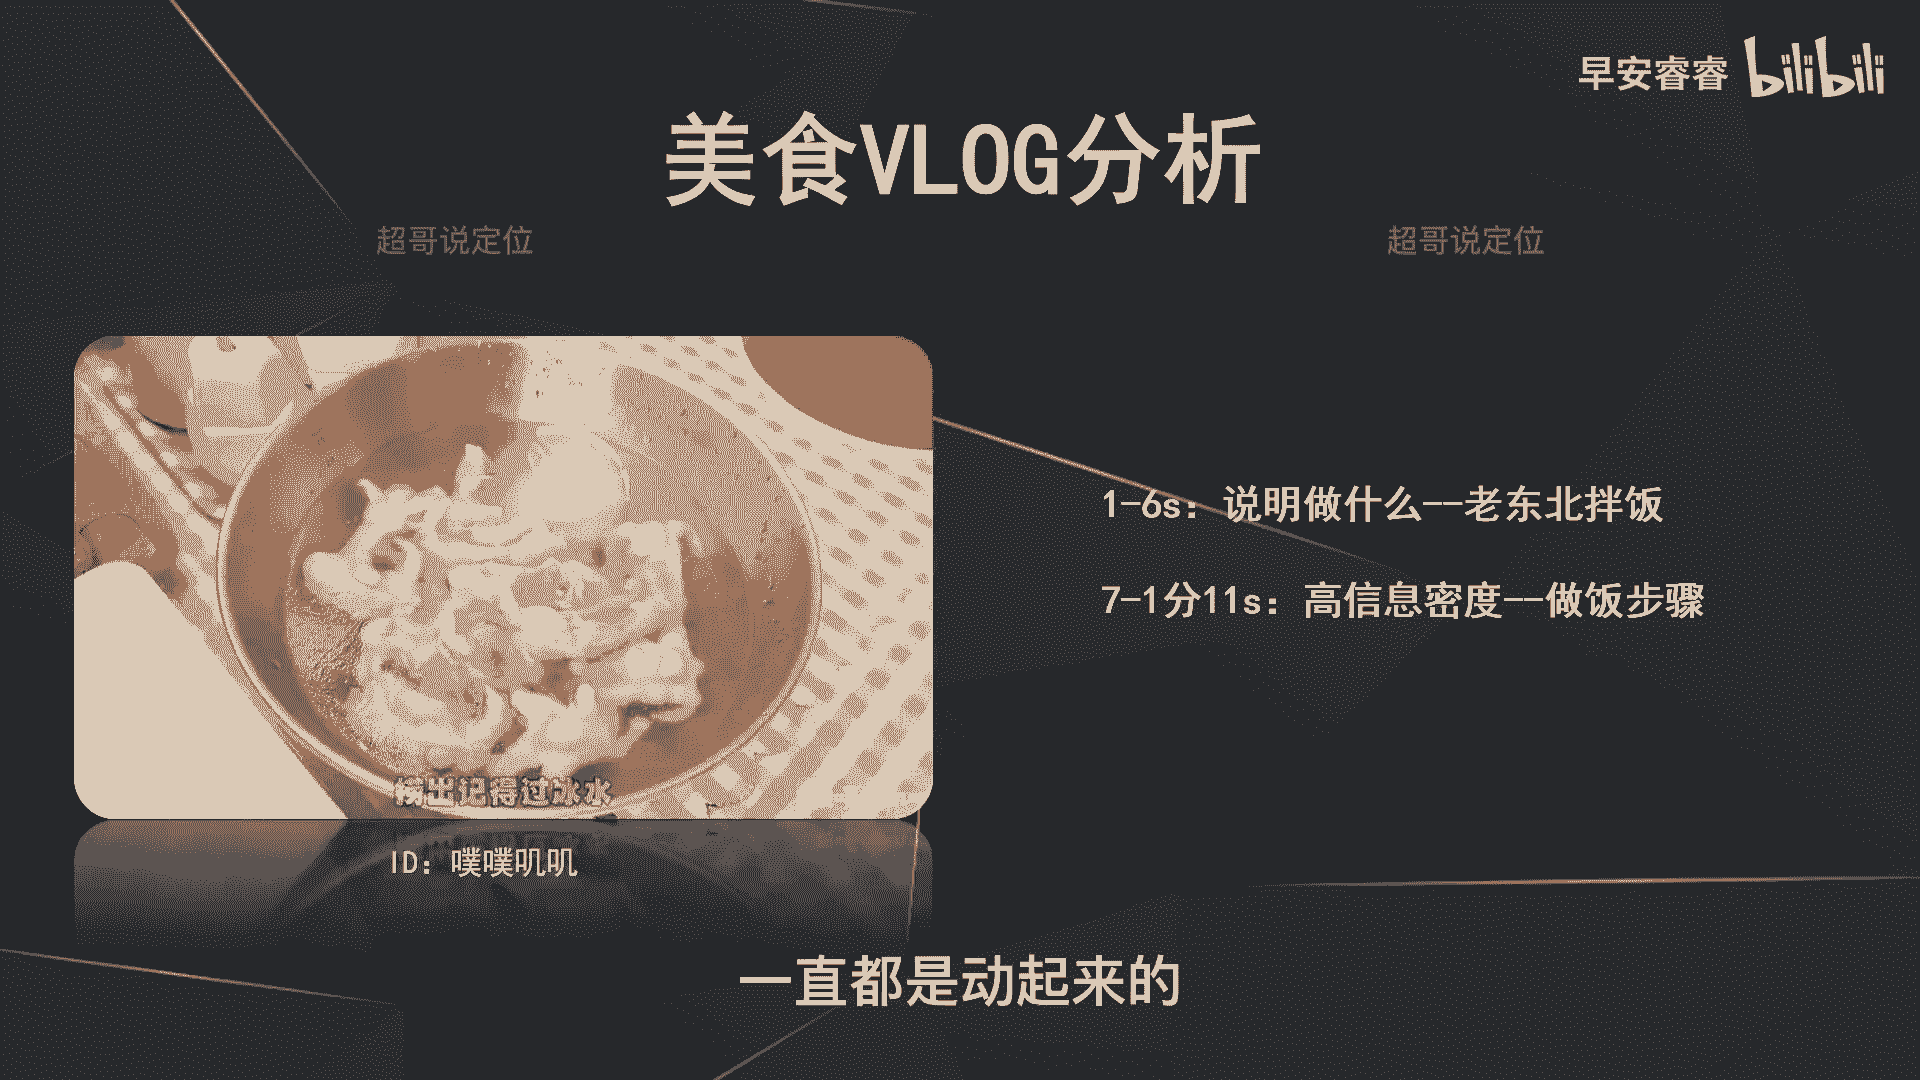 早安睿睿 bilibili
美食VLOG分析
超哥说定位 超哥说定位
1-6s：说明做什么--老东北拌饭
7-1分11s：高信息密度--做饭步骤
捞出记得过冰水
ID：噗噗叽叽
一直都是动起来的